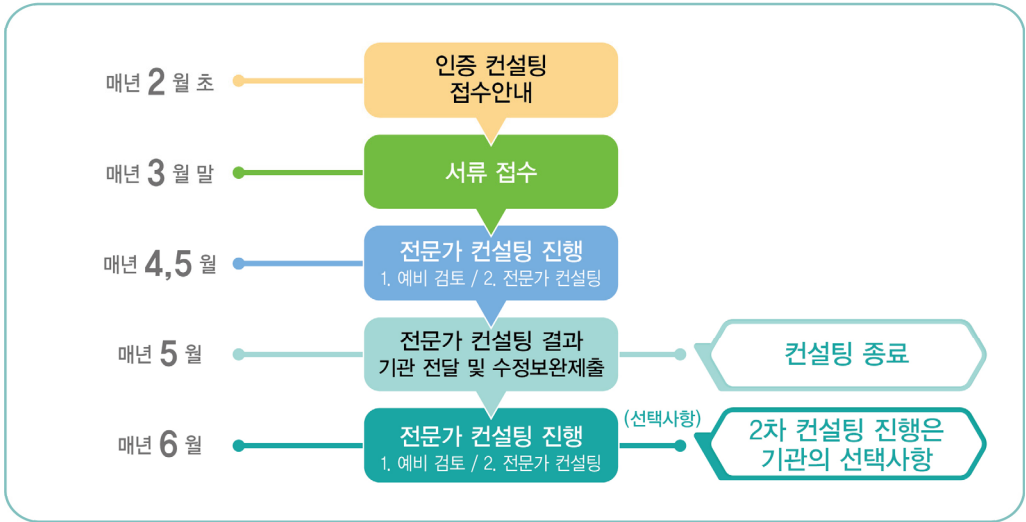 매년 2월 초
인증 컨설팅
접수안내
매년 3월 말
서류 접수
매년 4,5월
전문가 컨설팅 진행
1. 예비 검토 / 2. 전문가 컨설팅
매년 5월
전문가 컨설팅 결과
기관 전달 및 수정보완제출
컨설팅 종료
매년 6월
전문가 컨설팅 진행
1. 예비 검토 / 2. 전문가 컨설팅
(선택사항)
2차 컨설팅 진행은
기관의 선택사항